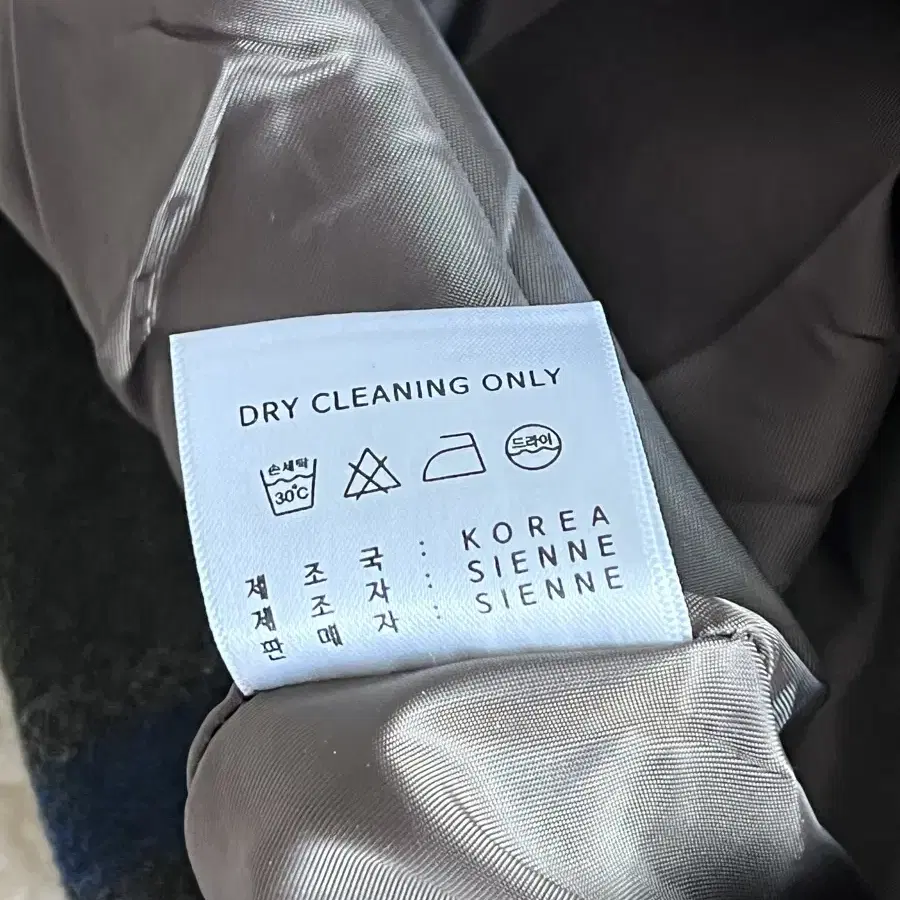 DRY CLEANING ONLY
손세탁 30℃ 드라이
제 조 국 : KOREA
제 조 자 : SIENNE
판 매 자 : SIENNE